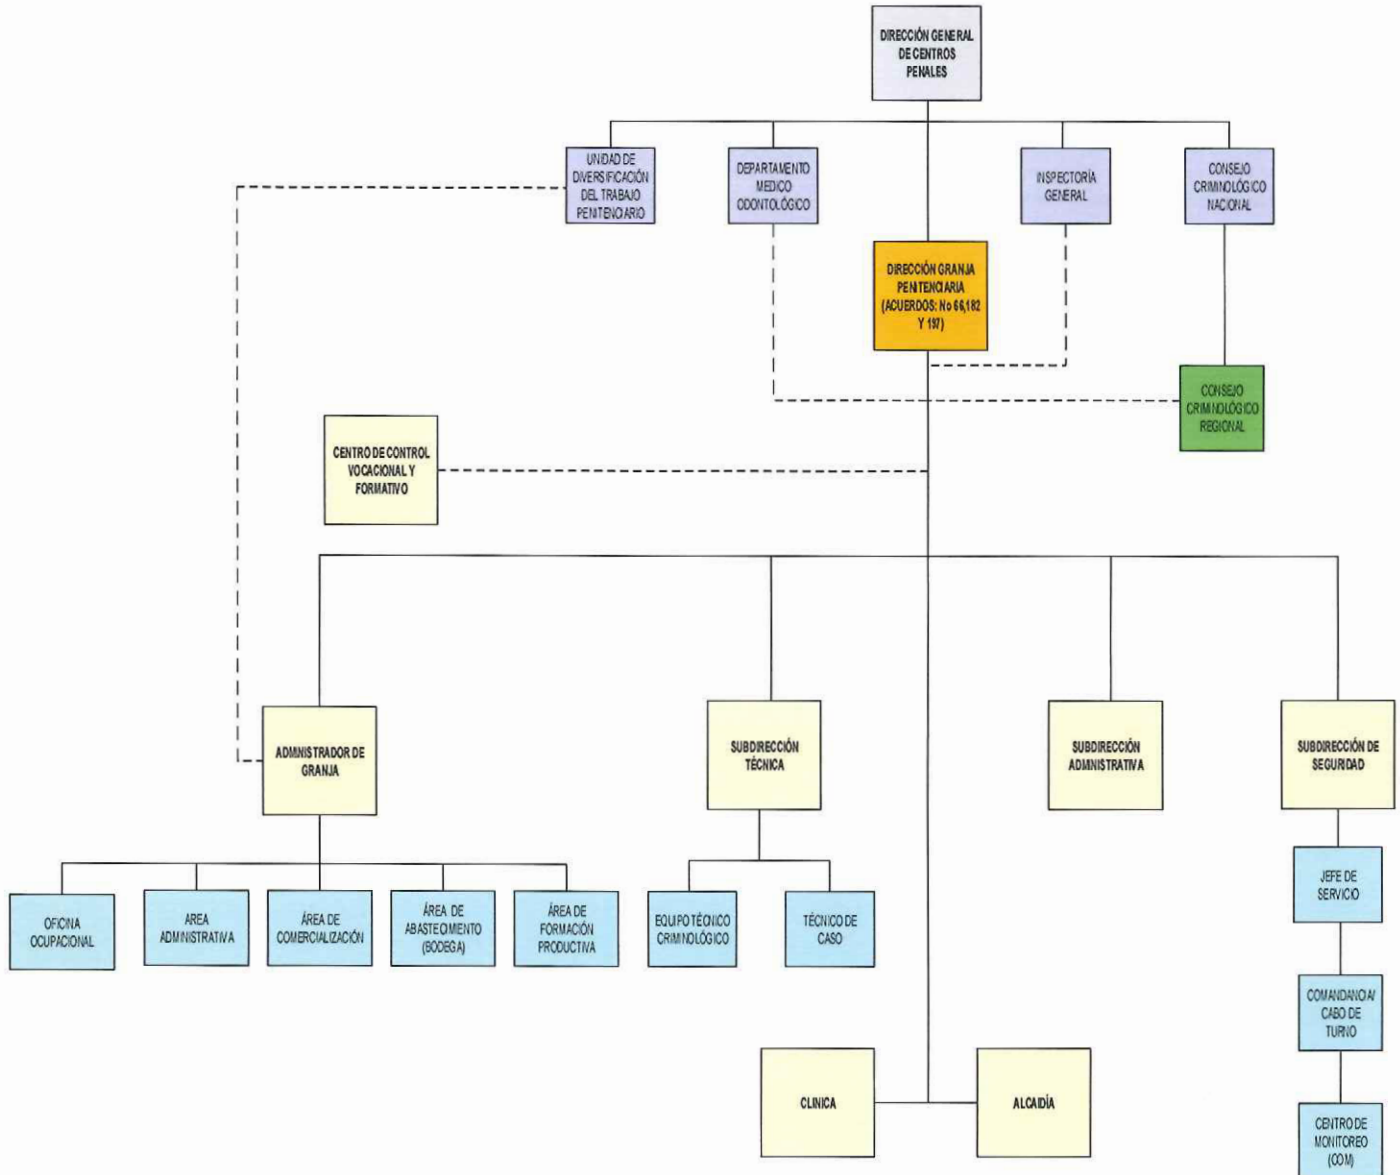 DIRECCIÓN GENERAL
DE CENTROS
PENALES
UNIDAD DE
DIVERSIFICACIÓN
DEL TRABAJO
PENITENCIARIO
DEPARTAMENTO
MEDICO
ODONTOLÓGICO
INSPECTORÍA
GENERAL
CONSEJO
CRIMINOLÓGICO
NACIONAL
DIRECCIÓN GRANJA
PENITENCIARIA
(ACUERDOS: No 66,182
Y 197)
CONSEJO
CRIMINOLÓGICO
REGIONAL
CENTRO DE CONTROL
VOCACIONAL Y
FORMATIVO
ADMINISTRADOR DE
GRANJA
SUBDIRECCIÓN
TÉCNICA
SUBDIRECCIÓN
ADMINISTRATIVA
SUBDIRECCIÓN DE
SEGURIDAD
OFICINA
OCUPACIONAL
AREA
ADMINISTRATIVA
ÁREA DE
COMERCIALIZACIÓN
ÁREA DE
ABASTECIMIENTO
(BODEGA)
ÁREA DE
FORMACIÓN
PRODUCTIVA
EQUIPO TÉCNICO
CRIMINOLÓGICO
TÉCNICO DE
CASO
JEFE DE
SERVICIO
COMANDANCIA/
CABO DE
TURNO
CLINICA
ALCAIDÍA
CENTRO DE
MONITOREO
(COM)